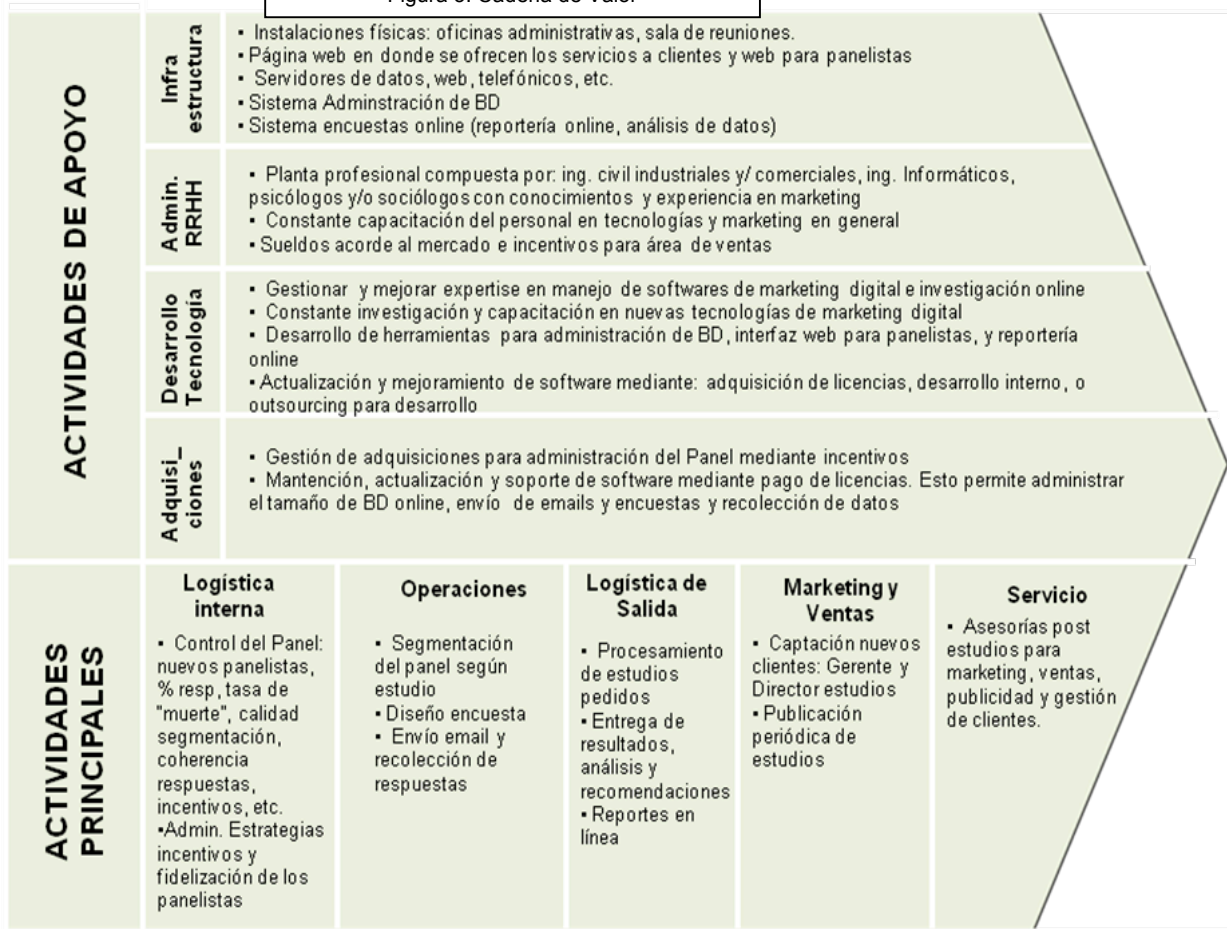 ACTIVIDADES DE APOYO
Infra
estructura
▪ Instalaciones físicas: oficinas administrativas, sala de reuniones.
▪ Página web en donde se ofrecen los servicios a clientes y web para panelistas
▪ Servidores de datos, web, telefónicos, etc.
▪ Sistema Adminstración de BD
▪ Sistema encuestas online (reportería online, análisis de datos)
Admin.
RRHH
▪ Planta profesional compuesta por: ing. civil industriales y/ comerciales, ing. Informáticos,
psicólogos y/o sociólogos con conocimientos y experiencia en marketing
▪ Constante capacitación del personal en tecnologías y marketing en general
▪ Sueldos acorde al mercado e incentivos para área de ventas
Desarrollo
Tecnología
▪ Gestionar y mejorar expertise en manejo de softwares de marketing digital e investigación online
▪ Constante investigación y capacitación en nuevas tecnologías de marketing digital
▪ Desarrollo de herramientas para administración de BD, interfaz web para panelistas, y reportería
online
▪ Actualización y mejoramiento de software mediante: adquisición de licencias, desarrollo interno, o
outsourcing para desarrollo
Adquisi_
ciones
▪ Gestión de adquisiciones para administración del Panel mediante incentivos
▪ Mantención, actualización y soporte de software mediante pago de licencias. Esto permite administrar
el tamaño de BD online, envío de emails y encuestas y recolección de datos
ACTIVIDADES
PRINCIPALES
Logística
interna
▪ Control del Panel:
nuevos panelistas,
% resp, tasa de
"muerte", calidad
segmentación,
coherencia
respuestas,
incentivos, etc.
▪Admin. Estrategias
incentivos y
fidelización de los
panelistas
Operaciones
▪ Segmentación
del panel según
estudio
▪ Diseño encuesta
▪ Envío email y
recolección de
respuestas
Logística de
Salida
▪ Procesamiento
de estudios
pedidos
▪ Entrega de
resultados,
análisis y
recomendaciones
▪ Reportes en
línea
Marketing y
Ventas
▪ Captación nuevos
clientes: Gerente y
Director estudios
▪ Publicación
periódica de
estudios
Servicio
▪ Asesorías post
estudios para
marketing, ventas,
publicidad y gestión
de clientes.